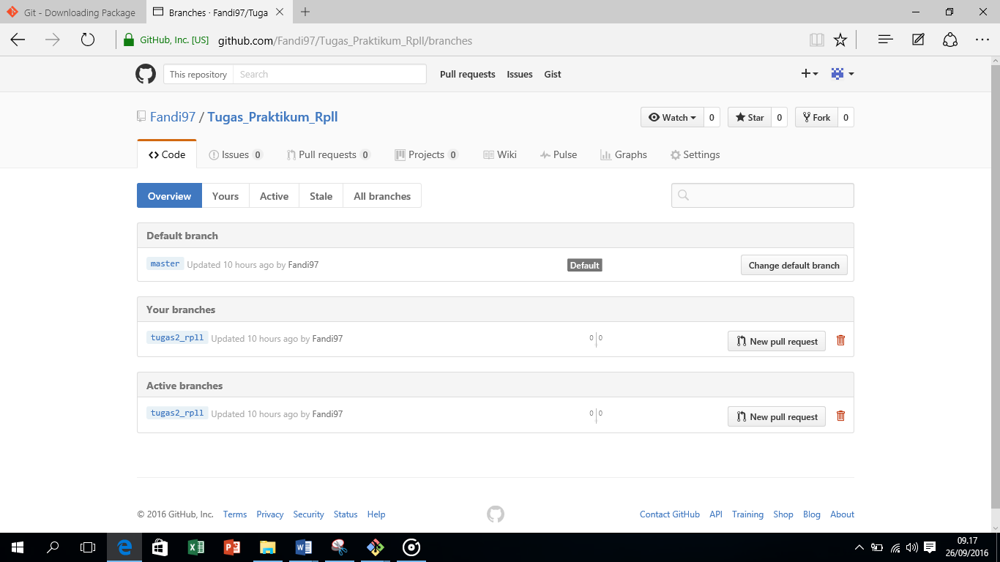 Git - Downloading Package
Branches · Fandi97/Tuga
GitHub, Inc. [US] github.com/Fandi97/Tugas_Praktikum_Rpll/branches
This repository Search Pull requests Issues Gist
Fandi97 / Tugas_Praktikum_Rpll
Watch 0 Star 0 Fork 0
Code Issues 0 Pull requests 0 Projects 0 Wiki Pulse Graphs Settings
Overview Yours Active Stale All branches
Default branch
master Updated 10 hours ago by Fandi97 Default Change default branch
Your branches
tugas2_rpll Updated 10 hours ago by Fandi97 0 0 New pull request
Active branches
tugas2_rpll Updated 10 hours ago by Fandi97 0 0 New pull request
© 2016 GitHub, Inc. Terms Privacy Security Status Help Contact GitHub API Training Shop Blog About
09.17
26/09/2016